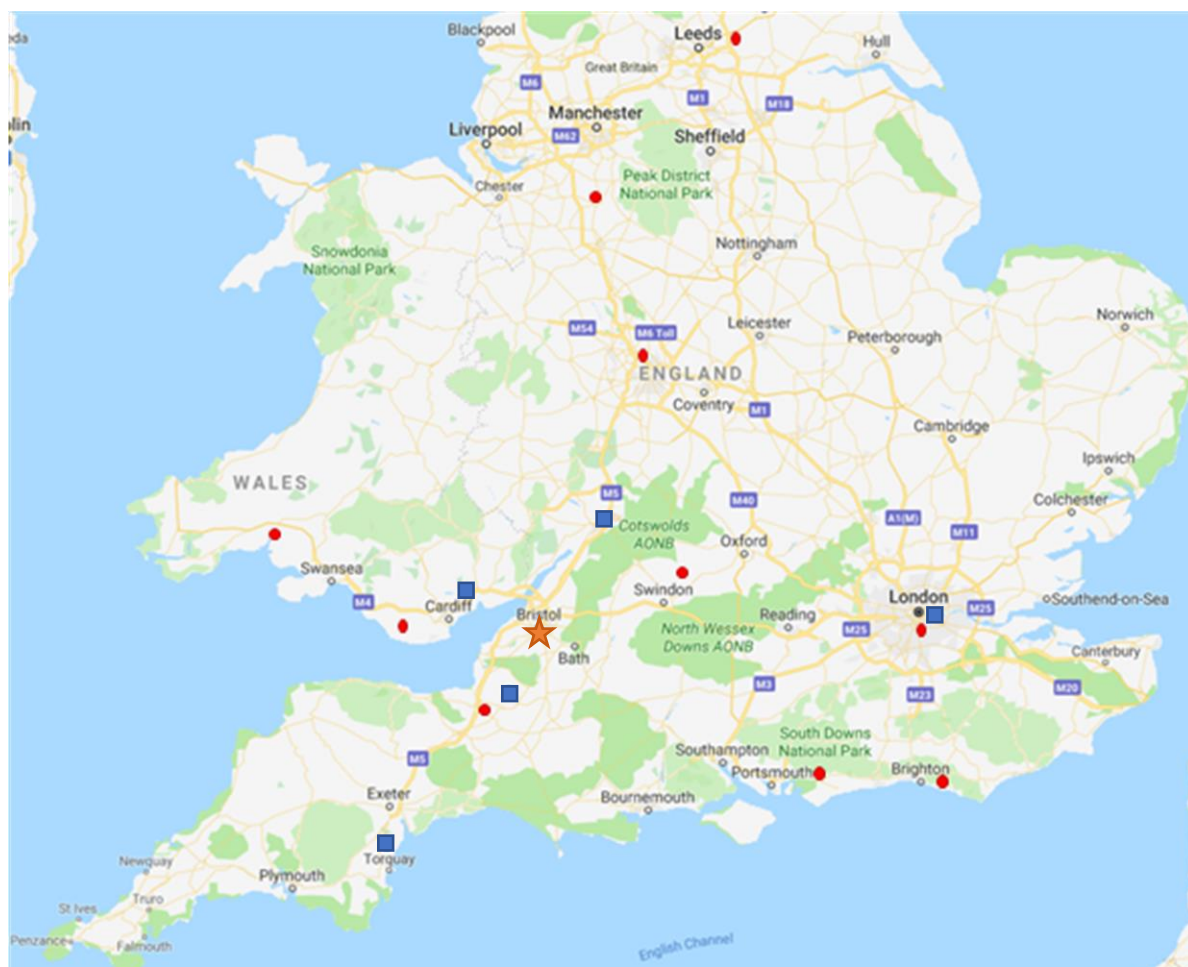 Blackpool
Leeds
Hull
eda
Great Britain
M6
M1
M18
Manchester
lin
Liverpool
M62
Sheffield
Chester
Peak District
National Park
Nottingham
Snowdonia
National Park
Norwich
M54
M6 Toll
Leicester
Peterborough
ENGLAND
Coventry
M1
Cambridge
Ipswich
WALES
M5
M40
Colchester
A1(M)
M11
Cotswolds
AONB
Oxford
Swansea
Swindon
London
M4
Cardiff
Bristol
Reading
M25
Southend-on-Sea
M25
North Wessex
Downs AONB
Bath
Canterbury
M3
M23
M20
South Downs
National Park
Southampton
M5
Portsmouth
Brighton
Exeter
Bournemouth
Torquay
Newquay
Plymouth
Truro
St Ives
Penzance
Falmouth
English Channel